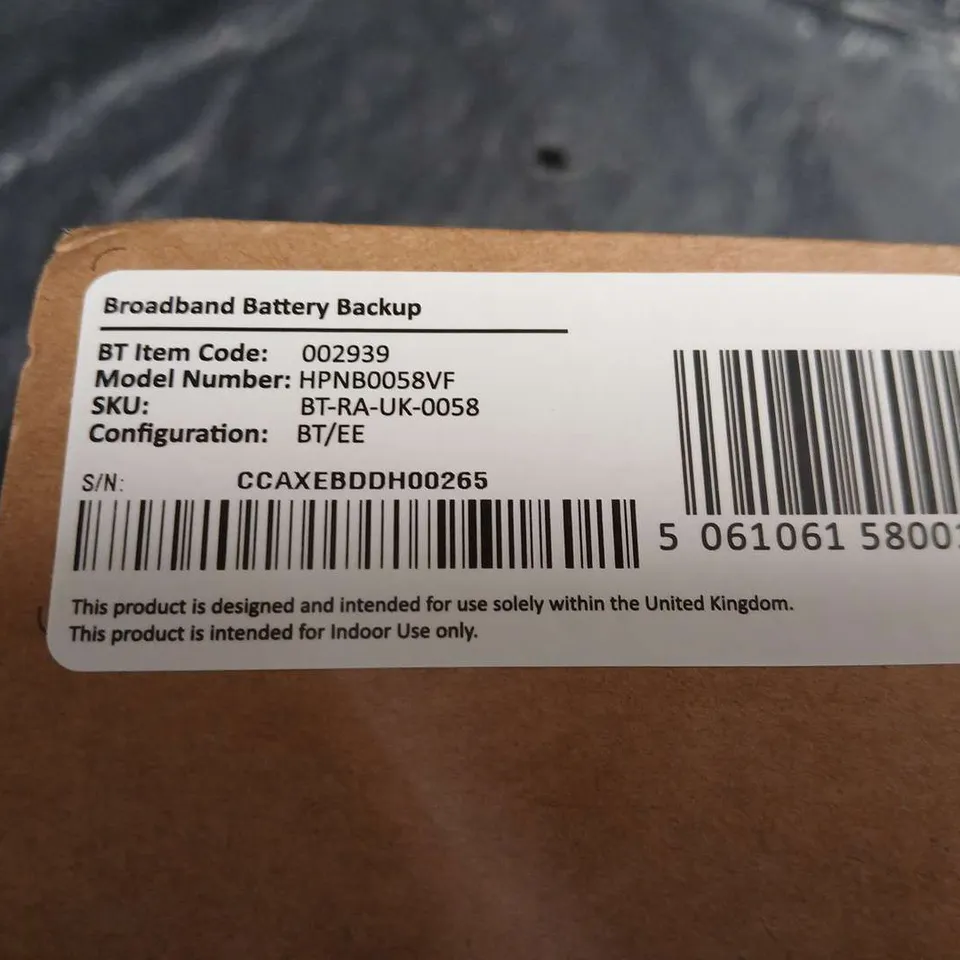 Broadband Battery Backup
BT Item Code: 002939
Model Number: HPNB0058VF
SKU: BT-RA-UK-0058
Configuration: BT/EE
S/N: CCAXEBDDH00265
5 061061 58001
This product is designed and intended for use solely within the United Kingdom.
This product is intended for Indoor Use only.